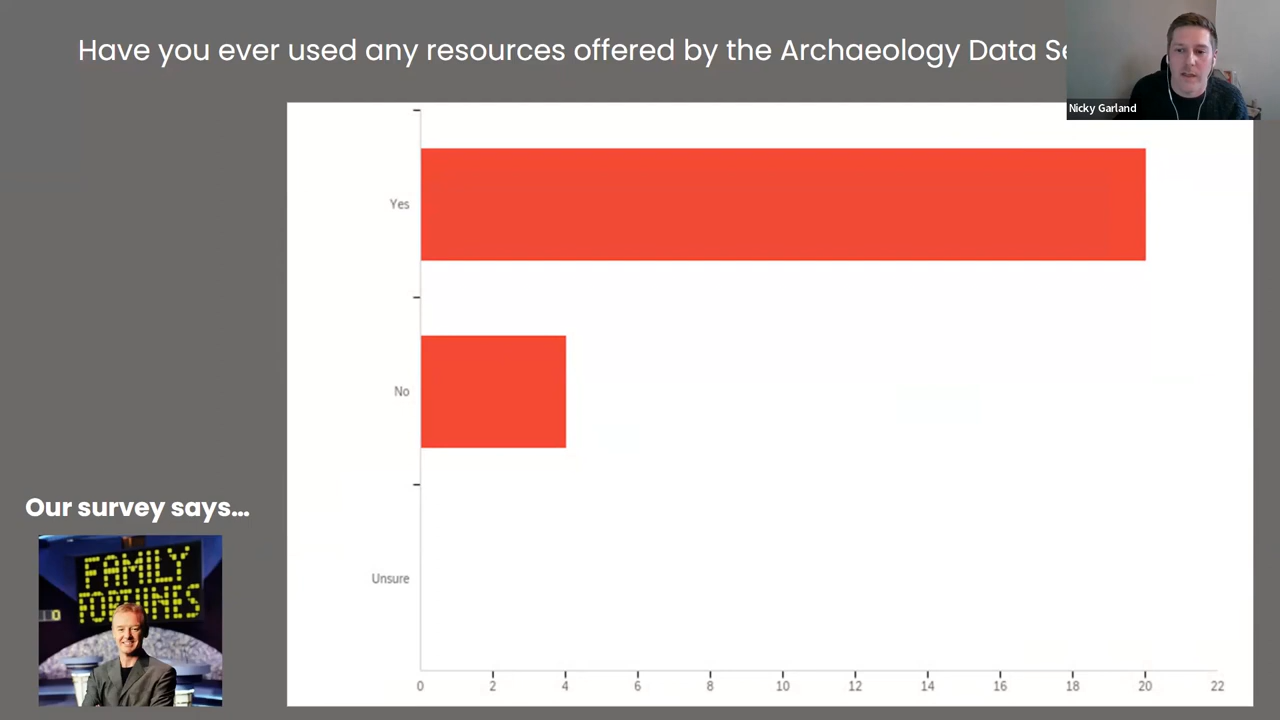 Have you ever used any resources offered by the Archaeology Data
Nicky Garland
Yes
No
Unsure
0 2 4 6 8 10 12 14 16 18 20 22
Our survey says...
FAMILY
FORTUNES